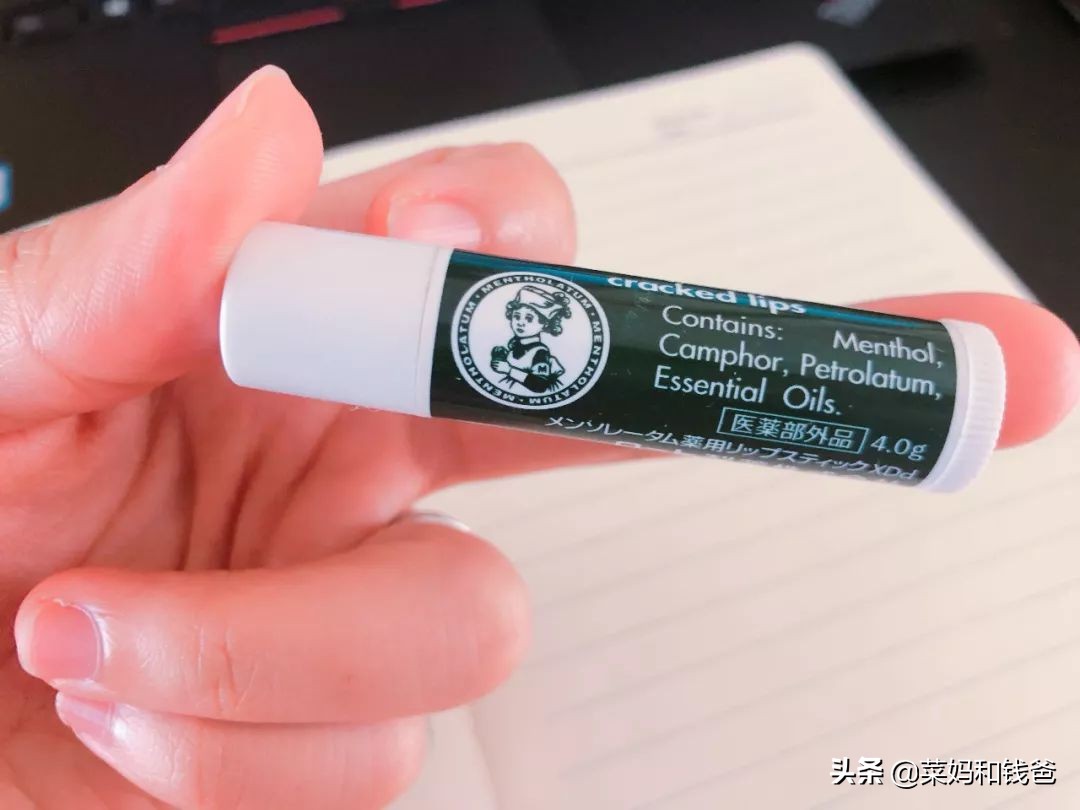 MENTHOLATUM · MENTHOLATUM · MENTHOLATUM ·
M
cracked lips
Contains: Menthol,
Camphor, Petrolatum,
Essential Oils.
医薬部外品 4.0g
メンソレータム薬用リップスティックXDd
头条 @菜妈和钱爸